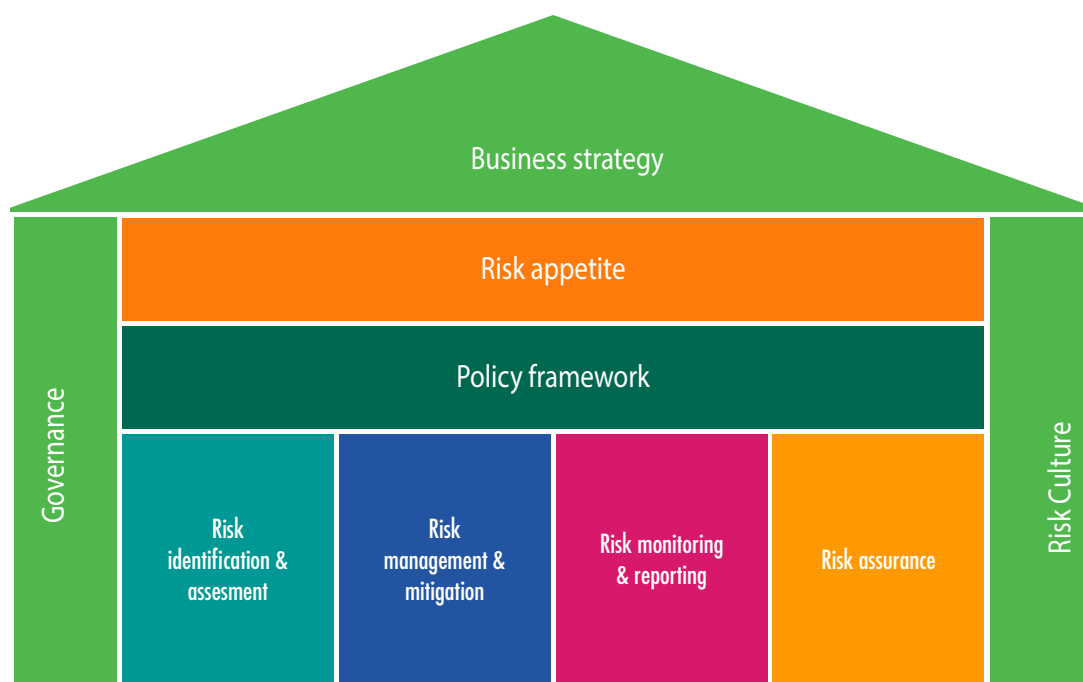 Business strategy
Risk appetite
Policy framework
Governance
Risk
identification &
assesment
Risk
management &
mitigation
Risk monitoring
& reporting
Risk assurance
Risk Culture